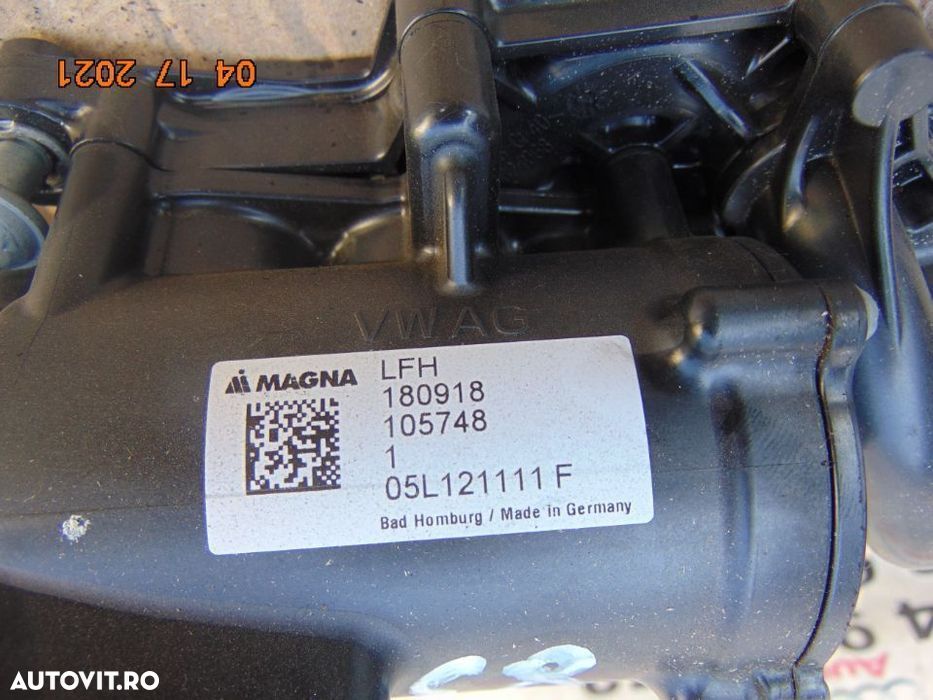 04 17 2021
VW AG
MAGNA
LFH
180918
105748
1
05L121111 F
Bad Homburg / Made in Germany
AUTOVIT.RO